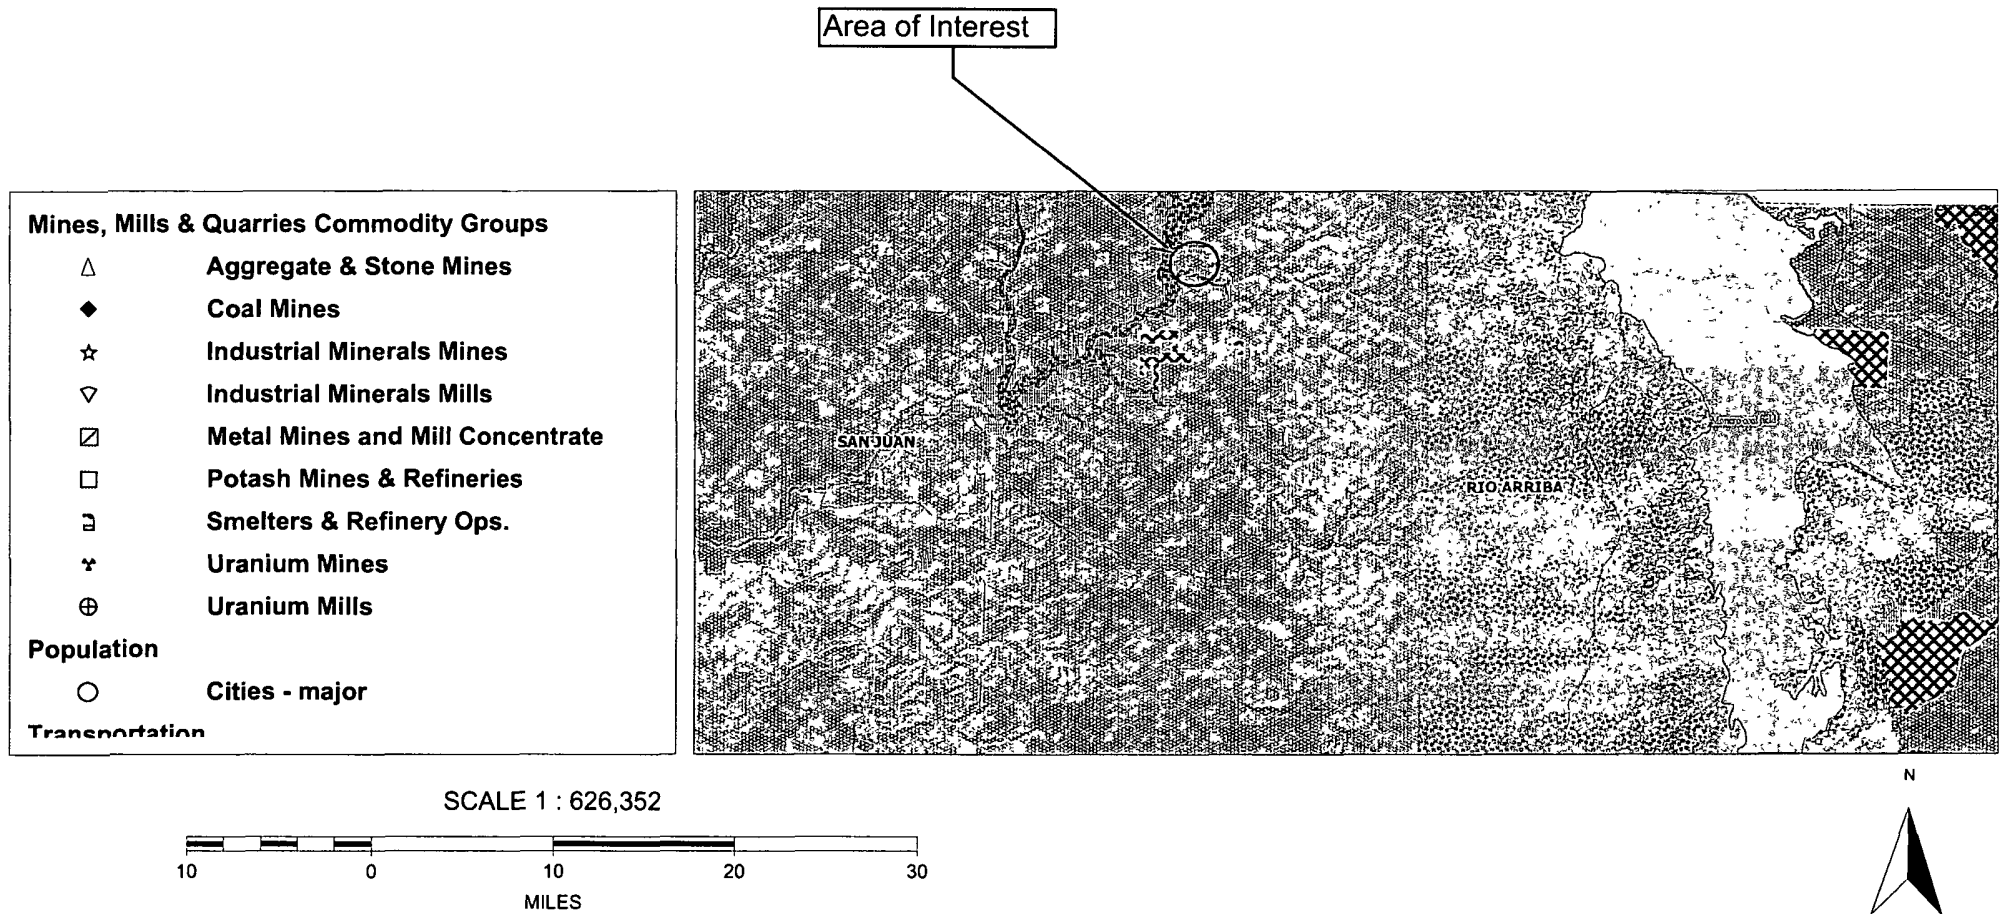 Area of Interest
Mines, Mills & Quarries Commodity Groups
Aggregate & Stone Mines
Coal Mines
Industrial Minerals Mines
Industrial Minerals Mills
Metal Mines and Mill Concentrate
Potash Mines & Refineries
Smelters & Refinery Ops.
Uranium Mines
Uranium Mills
Population
Cities - major
Transportation
SAN JUAN
RIO ARRIBA
SCALE 1 : 626,352
10 0 10 20 30
MILES
N